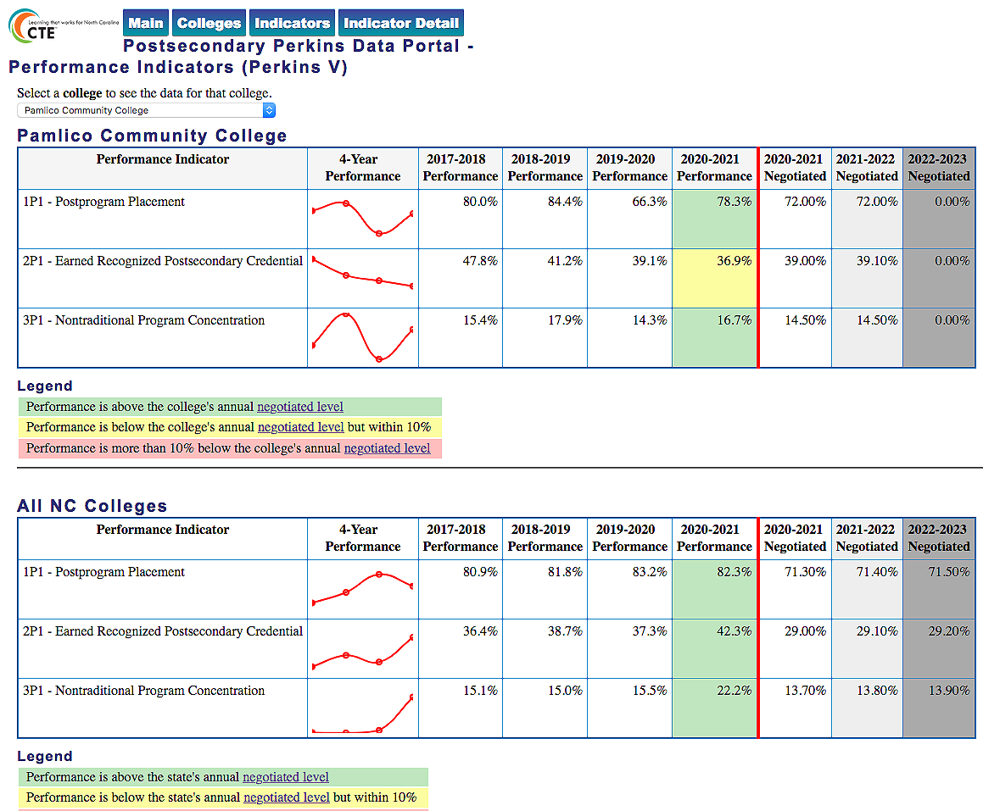 Learning that works for North Carolina
CTE
Main Colleges Indicators Indicator Detail
Postsecondary Perkins Data Portal -
Performance Indicators (Perkins V)
Select a college to see the data for that college.
Pamlico Community College
Pamlico Community College
Performance Indicator 4-Year 2017-2018 2018-2019 2019-2020 2020-2021 2020-2021 2021-2022 2022-2023
Performance Performance Performance Performance Performance Negotiated Negotiated Negotiated
1P1 - Postprogram Placement 80.0% 84.4% 66.3% 78.3% 72.00% 72.00% 0.00%
2P1 - Earned Recognized Postsecondary Credential 47.8% 41.2% 39.1% 36.9% 39.00% 39.10% 0.00%
3P1 - Nontraditional Program Concentration 15.4% 17.9% 14.3% 16.7% 14.50% 14.50% 0.00%
Legend
Performance is above the college's annual negotiated level
Performance is below the college's annual negotiated level but within 10%
Performance is more than 10% below the college's annual negotiated level
All NC Colleges
Performance Indicator 4-Year 2017-2018 2018-2019 2019-2020 2020-2021 2020-2021 2021-2022 2022-2023
Performance Performance Performance Performance Performance Negotiated Negotiated Negotiated
1P1 - Postprogram Placement 80.9% 81.8% 83.2% 82.3% 71.30% 71.40% 71.50%
2P1 - Earned Recognized Postsecondary Credential 36.4% 38.7% 37.3% 42.3% 29.00% 29.10% 29.20%
3P1 - Nontraditional Program Concentration 15.1% 15.0% 15.5% 22.2% 13.70% 13.80% 13.90%
Legend
Performance is above the state's annual negotiated level
Performance is below the state's annual negotiated level but within 10%